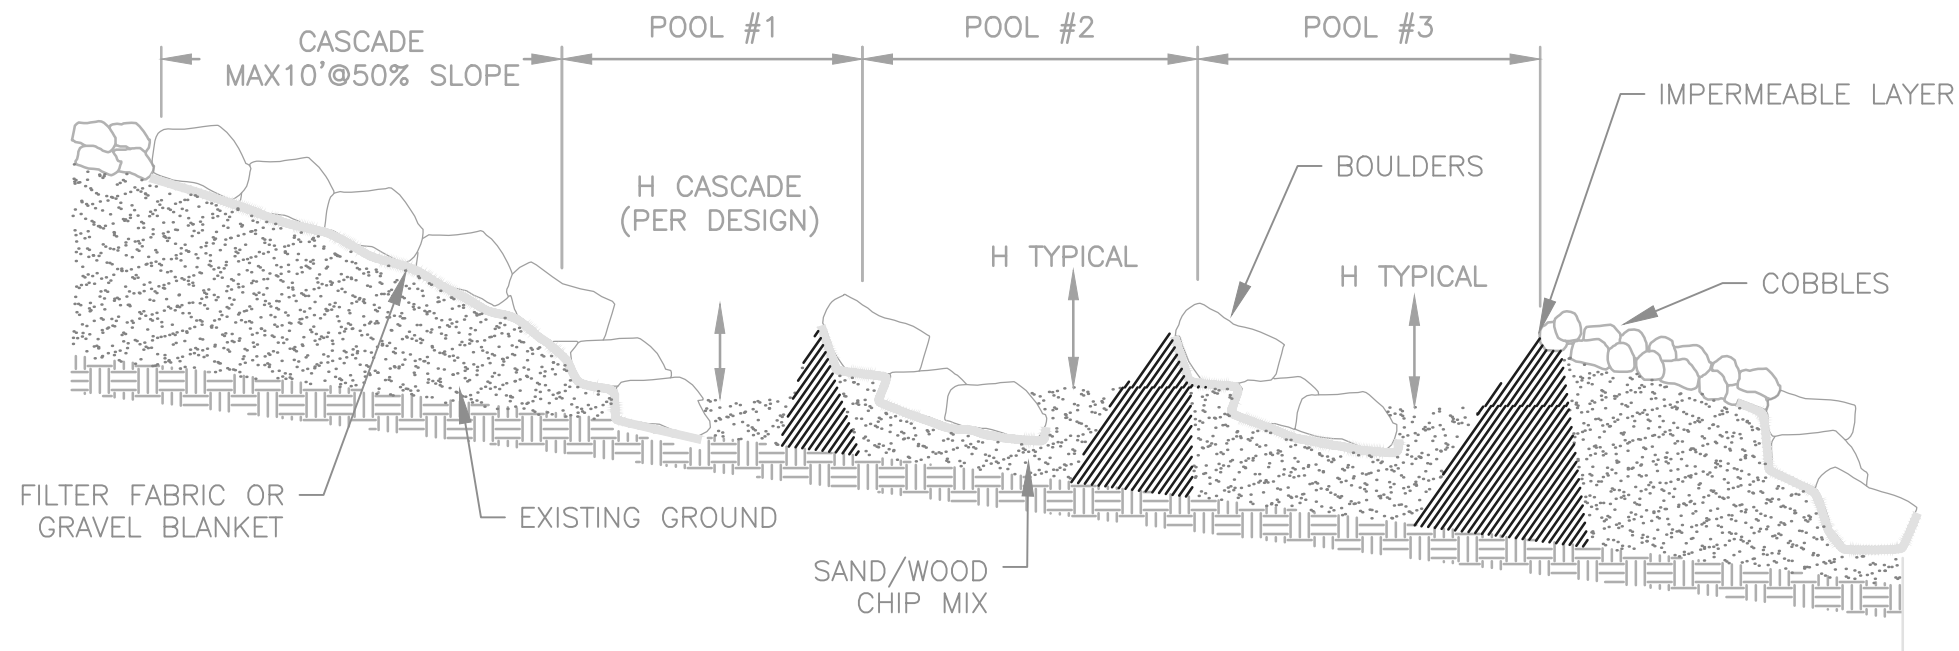 POOL #1
POOL #2
POOL #3
CASCADE
MAX10'@50% SLOPE
IMPERMEABLE LAYER
BOULDERS
H CASCADE
(PER DESIGN)
H TYPICAL
H TYPICAL
COBBLES
FILTER FABRIC OR
GRAVEL BLANKET
EXISTING GROUND
SAND/WOOD
CHIP MIX